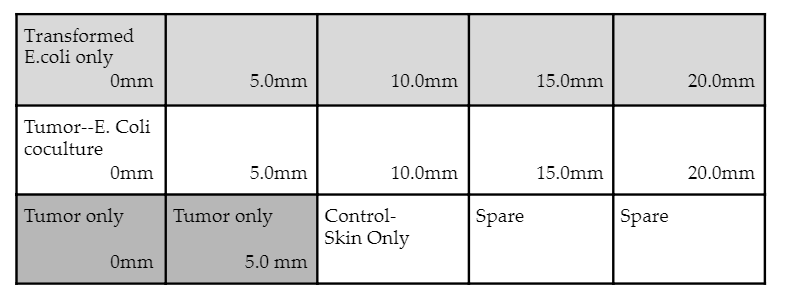 Transformed
E.coli only
0mm
5.0mm
10.0mm
15.0mm
20.0mm
Tumor--E. Coli
coculture
0mm
5.0mm
10.0mm
15.0mm
20.0mm
Tumor only
0mm
Tumor only
5.0 mm
Control-
Skin Only
Spare
Spare